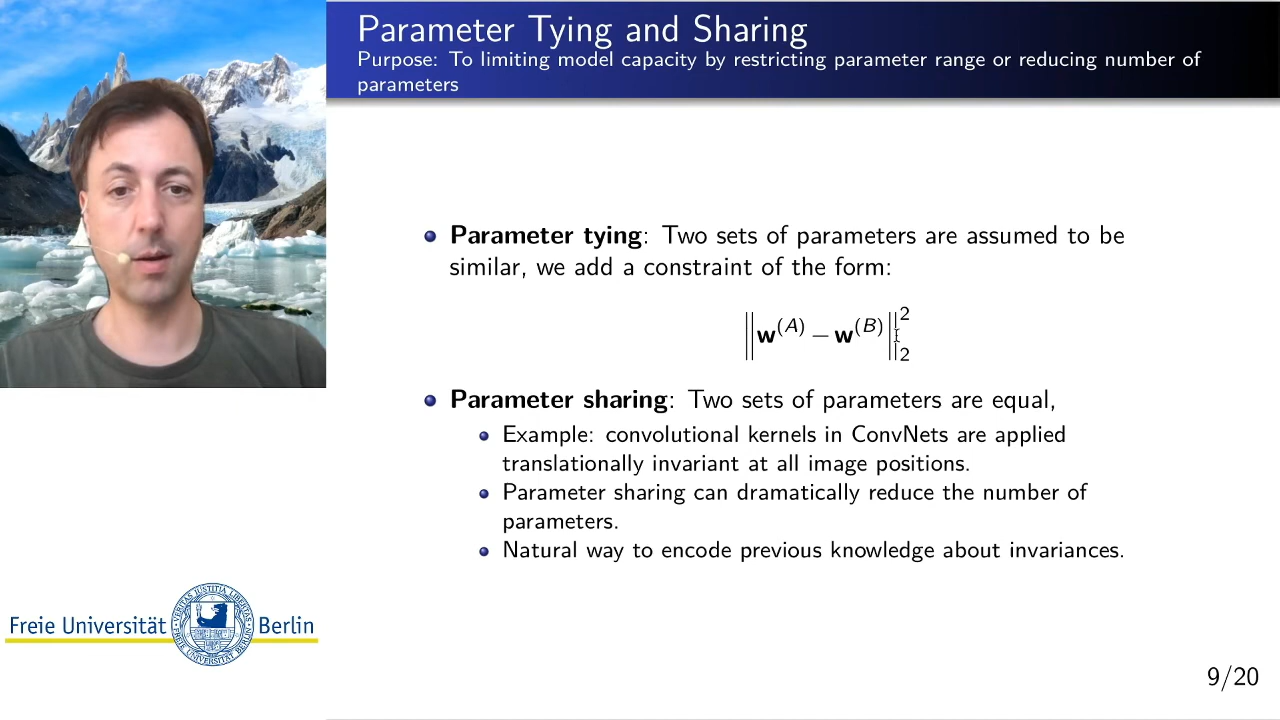 Parameter Tying and Sharing
Purpose: To limiting model capacity by restricting parameter range or reducing number of
parameters
Parameter tying: Two sets of parameters are assumed to be
similar, we add a constraint of the form:
‖w^(A) − w^(B)‖₂²
Parameter sharing: Two sets of parameters are equal,
Example: convolutional kernels in ConvNets are applied
translationally invariant at all image positions.
Parameter sharing can dramatically reduce the number of
parameters.
Natural way to encode previous knowledge about invariances.
Freie Universität Berlin
9/20